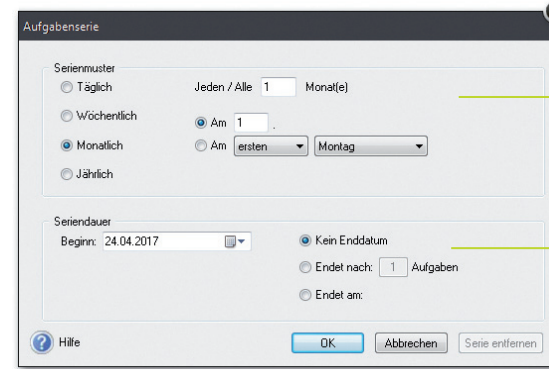 Aufgabenserie
Serienmuster
Täglich
Jeden / Alle 1 Monat(e)
Wöchentlich
Am 1 .
Monatlich
Am ersten Montag
Jährlich
Seriendauer
Beginn: 24.04.2017
Kein Enddatum
Endet nach: 1 Aufgaben
Endet am:
Hilfe
OK
Abbrechen
Serie entfernen